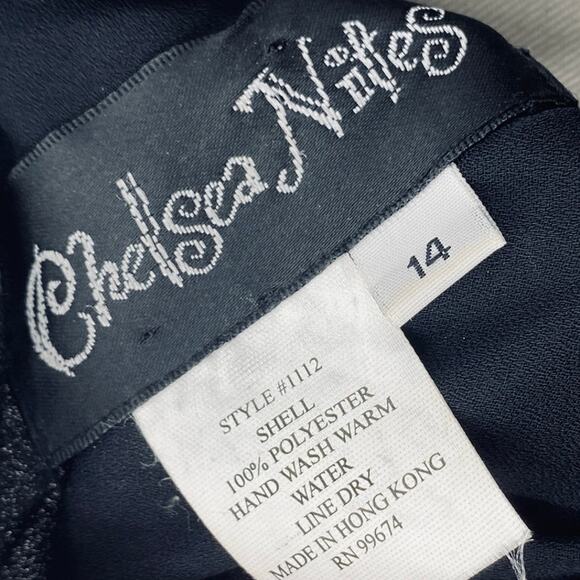 Chelsea Nites
14
STYLE #1112
SHELL
100% POLYESTER
HAND WASH WARM
WATER
LINE DRY
MADE IN HONG KONG
RN 99674